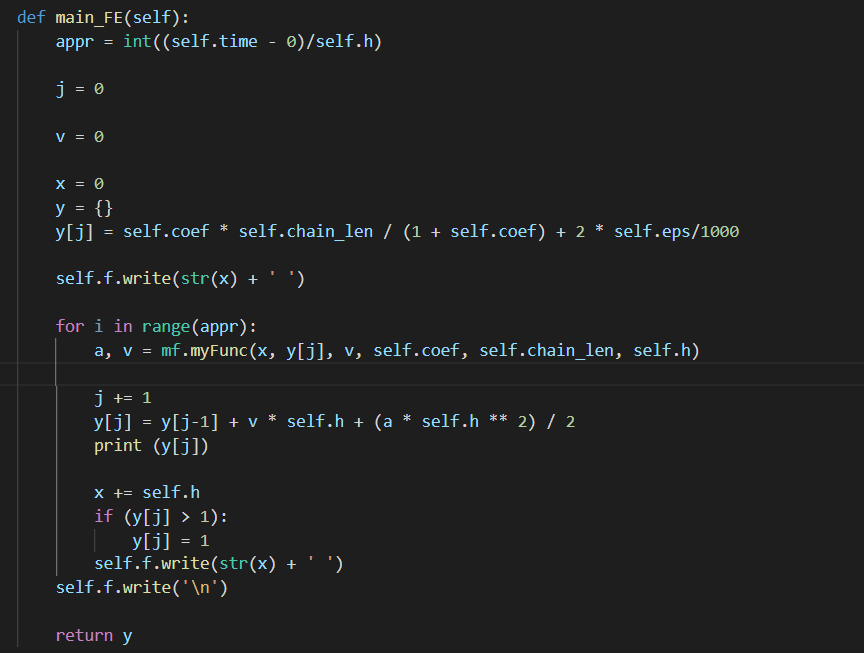 def main_FE(self):
    appr = int((self.time - 0)/self.h)
    j = 0
    v = 0
    x = 0
    y = {}
    y[j] = self.coef * self.chain_len / (1 + self.coef) + 2 * self.eps/1000
    self.f.write(str(x) + ' ')
    for i in range(appr):
        a, v = mf.myFunc(x, y[j], v, self.coef, self.chain_len, self.h)
        j += 1
        y[j] = y[j-1] + v * self.h + (a * self.h ** 2) / 2
        print (y[j])
        x += self.h
        if (y[j] > 1):
            y[j] = 1
        self.f.write(str(x) + ' ')
    self.f.write('\n')
    return y